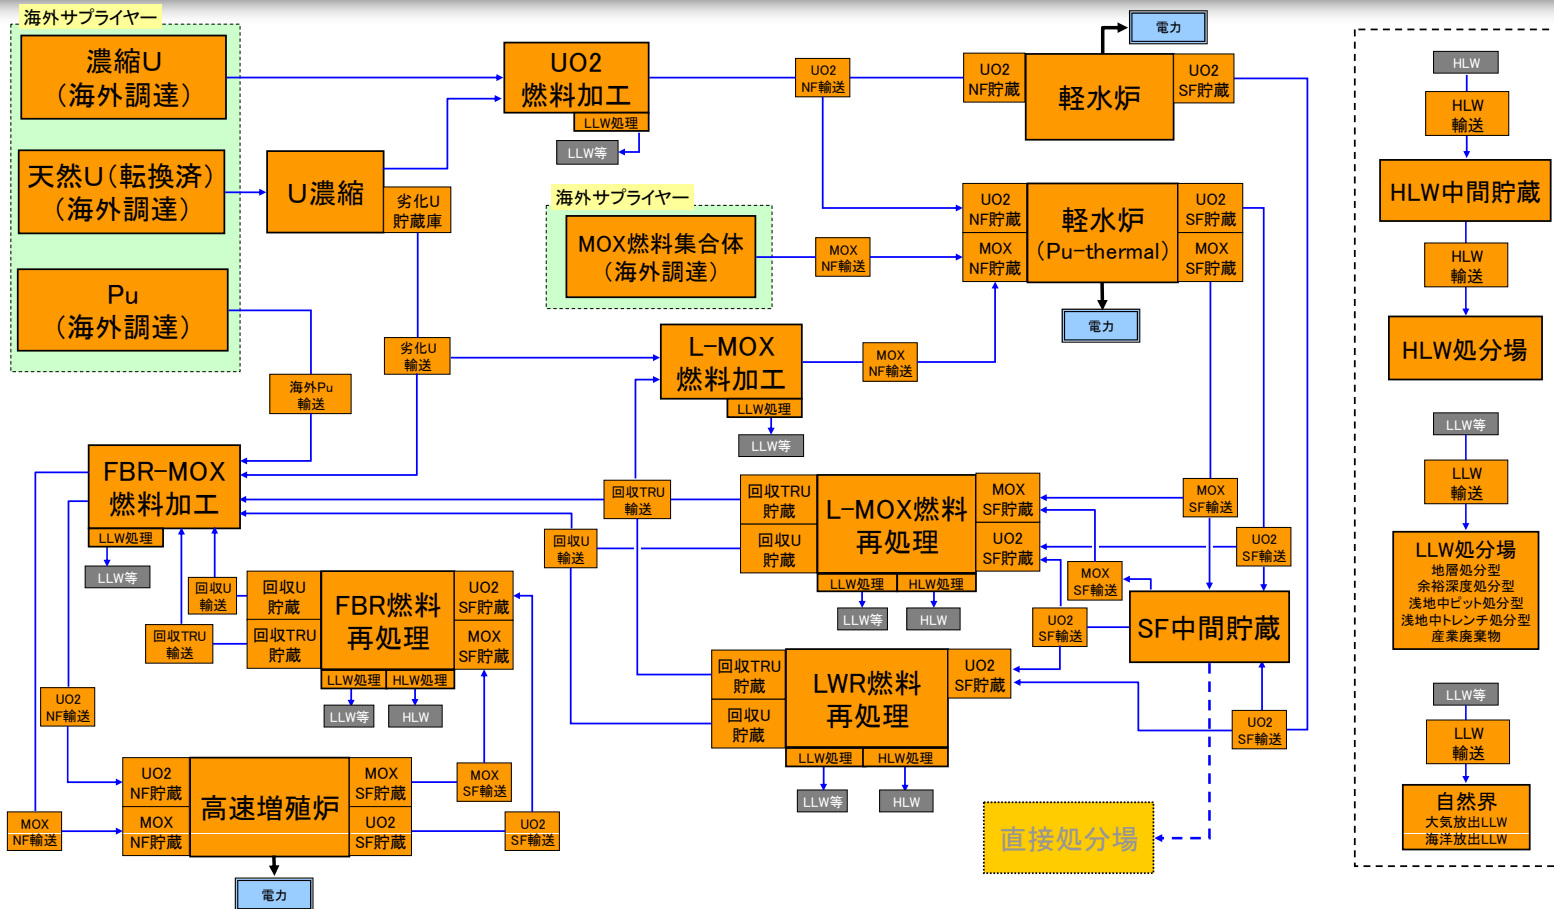 海外サプライヤー
濃縮U
(海外調達)
天然U(転換済)
(海外調達)
Pu
(海外調達)
U濃縮
劣化U
貯蔵庫
UO2
燃料加工
LLW処理
LLW等
UO2
NF輸送
電力
UO2
NF貯蔵
軽水炉
UO2
SF貯蔵
海外サプライヤー
MOX燃料集合体
(海外調達)
MOX
NF輸送
UO2
NF貯蔵
MOX
NF貯蔵
軽水炉
(Pu-thermal)
UO2
SF貯蔵
MOX
SF貯蔵
電力
劣化U
輸送
海外Pu
輸送
L-MOX
燃料加工
LLW処理
LLW等
MOX
NF輸送
FBR-MOX
燃料加工
LLW処理
LLW等
回収TRU
輸送
回収U
輸送
回収TRU
貯蔵
回収U
貯蔵
L-MOX燃料
再処理
MOX
SF貯蔵
UO2
SF貯蔵
LLW処理
HLW処理
LLW等
HLW
MOX
SF輸送
UO2
SF輸送
MOX
SF輸送
UO2
SF輸送
SF中間貯蔵
回収U
輸送
回収TRU
輸送
回収U
貯蔵
回収TRU
貯蔵
FBR燃料
再処理
UO2
SF貯蔵
MOX
SF貯蔵
LLW処理
HLW処理
LLW等
HLW
回収TRU
貯蔵
回収U
貯蔵
LWR燃料
再処理
UO2
SF貯蔵
LLW処理
HLW処理
LLW等
HLW
UO2
SF輸送
UO2
NF輸送
MOX
NF輸送
UO2
NF貯蔵
MOX
NF貯蔵
高速増殖炉
MOX
SF貯蔵
UO2
SF貯蔵
MOX
SF輸送
UO2
SF輸送
電力
直接処分場
HLW
HLW
輸送
HLW中間貯蔵
HLW
輸送
HLW処分場
LLW等
LLW
輸送
LLW処分場
地層処分型
余裕深度処分型
浅地中ピット処分型
浅地中トレンチ処分型
産業廃棄物
LLW等
LLW
輸送
自然界
大気放出LLW
海洋放出LLW